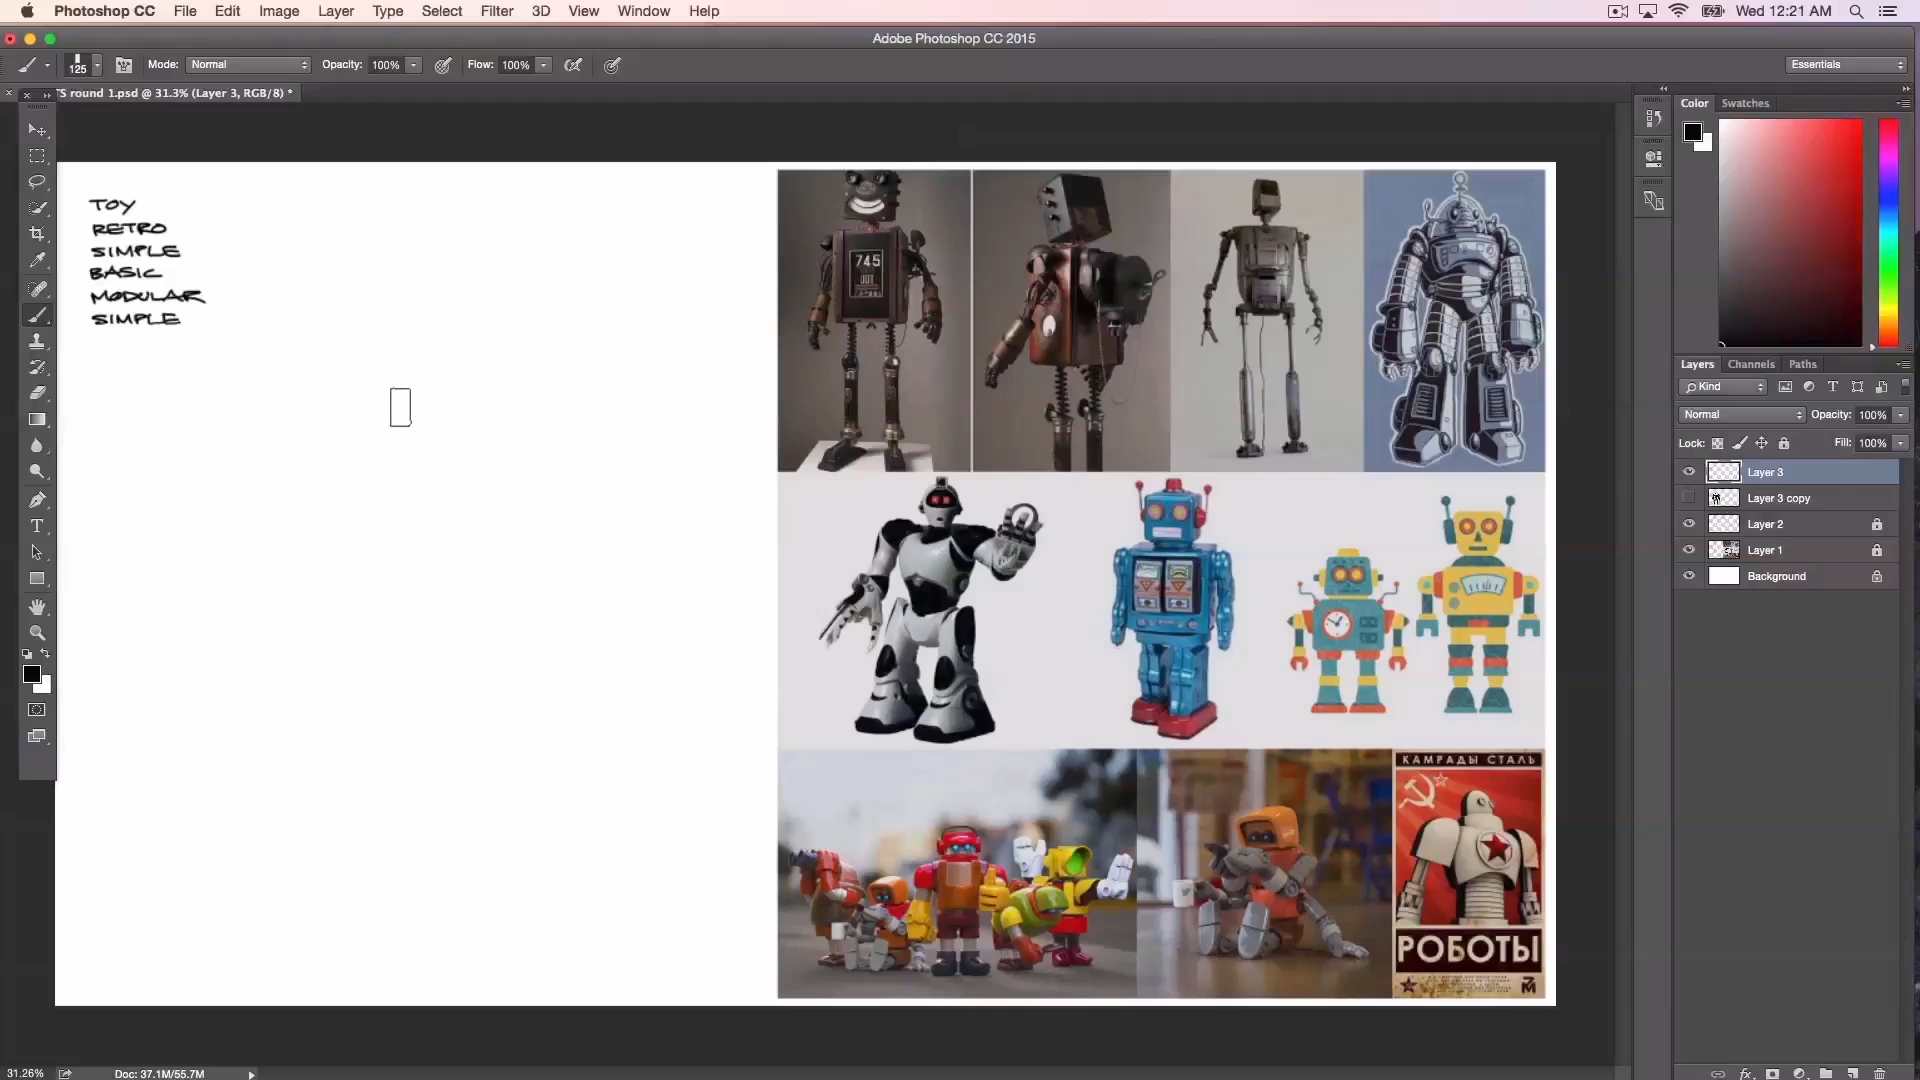 Photoshop CC File Edit Image Layer Type Select Filter 3D View Window Help Wed 12:21 AM
Adobe Photoshop CC 2015
125 Mode: Normal Opacity: 100% Flow: 100% Essentials
TS round 1.psd @ 31.3% (Layer 3, RGB/8) *
Color Swatches
TOY
RETRO
SIMPLE
BASIC
MODULAR
SIMPLE
745
OUT
Layers Channels Paths
Kind
Normal Opacity: 100%
Lock: Fill: 100%
Layer 3
Layer 3 copy
Layer 2
Layer 1
Background
КАМРАДЫ СТАЛЬ
РОБОТЫ
31.26% Doc: 37.1M/55.7M